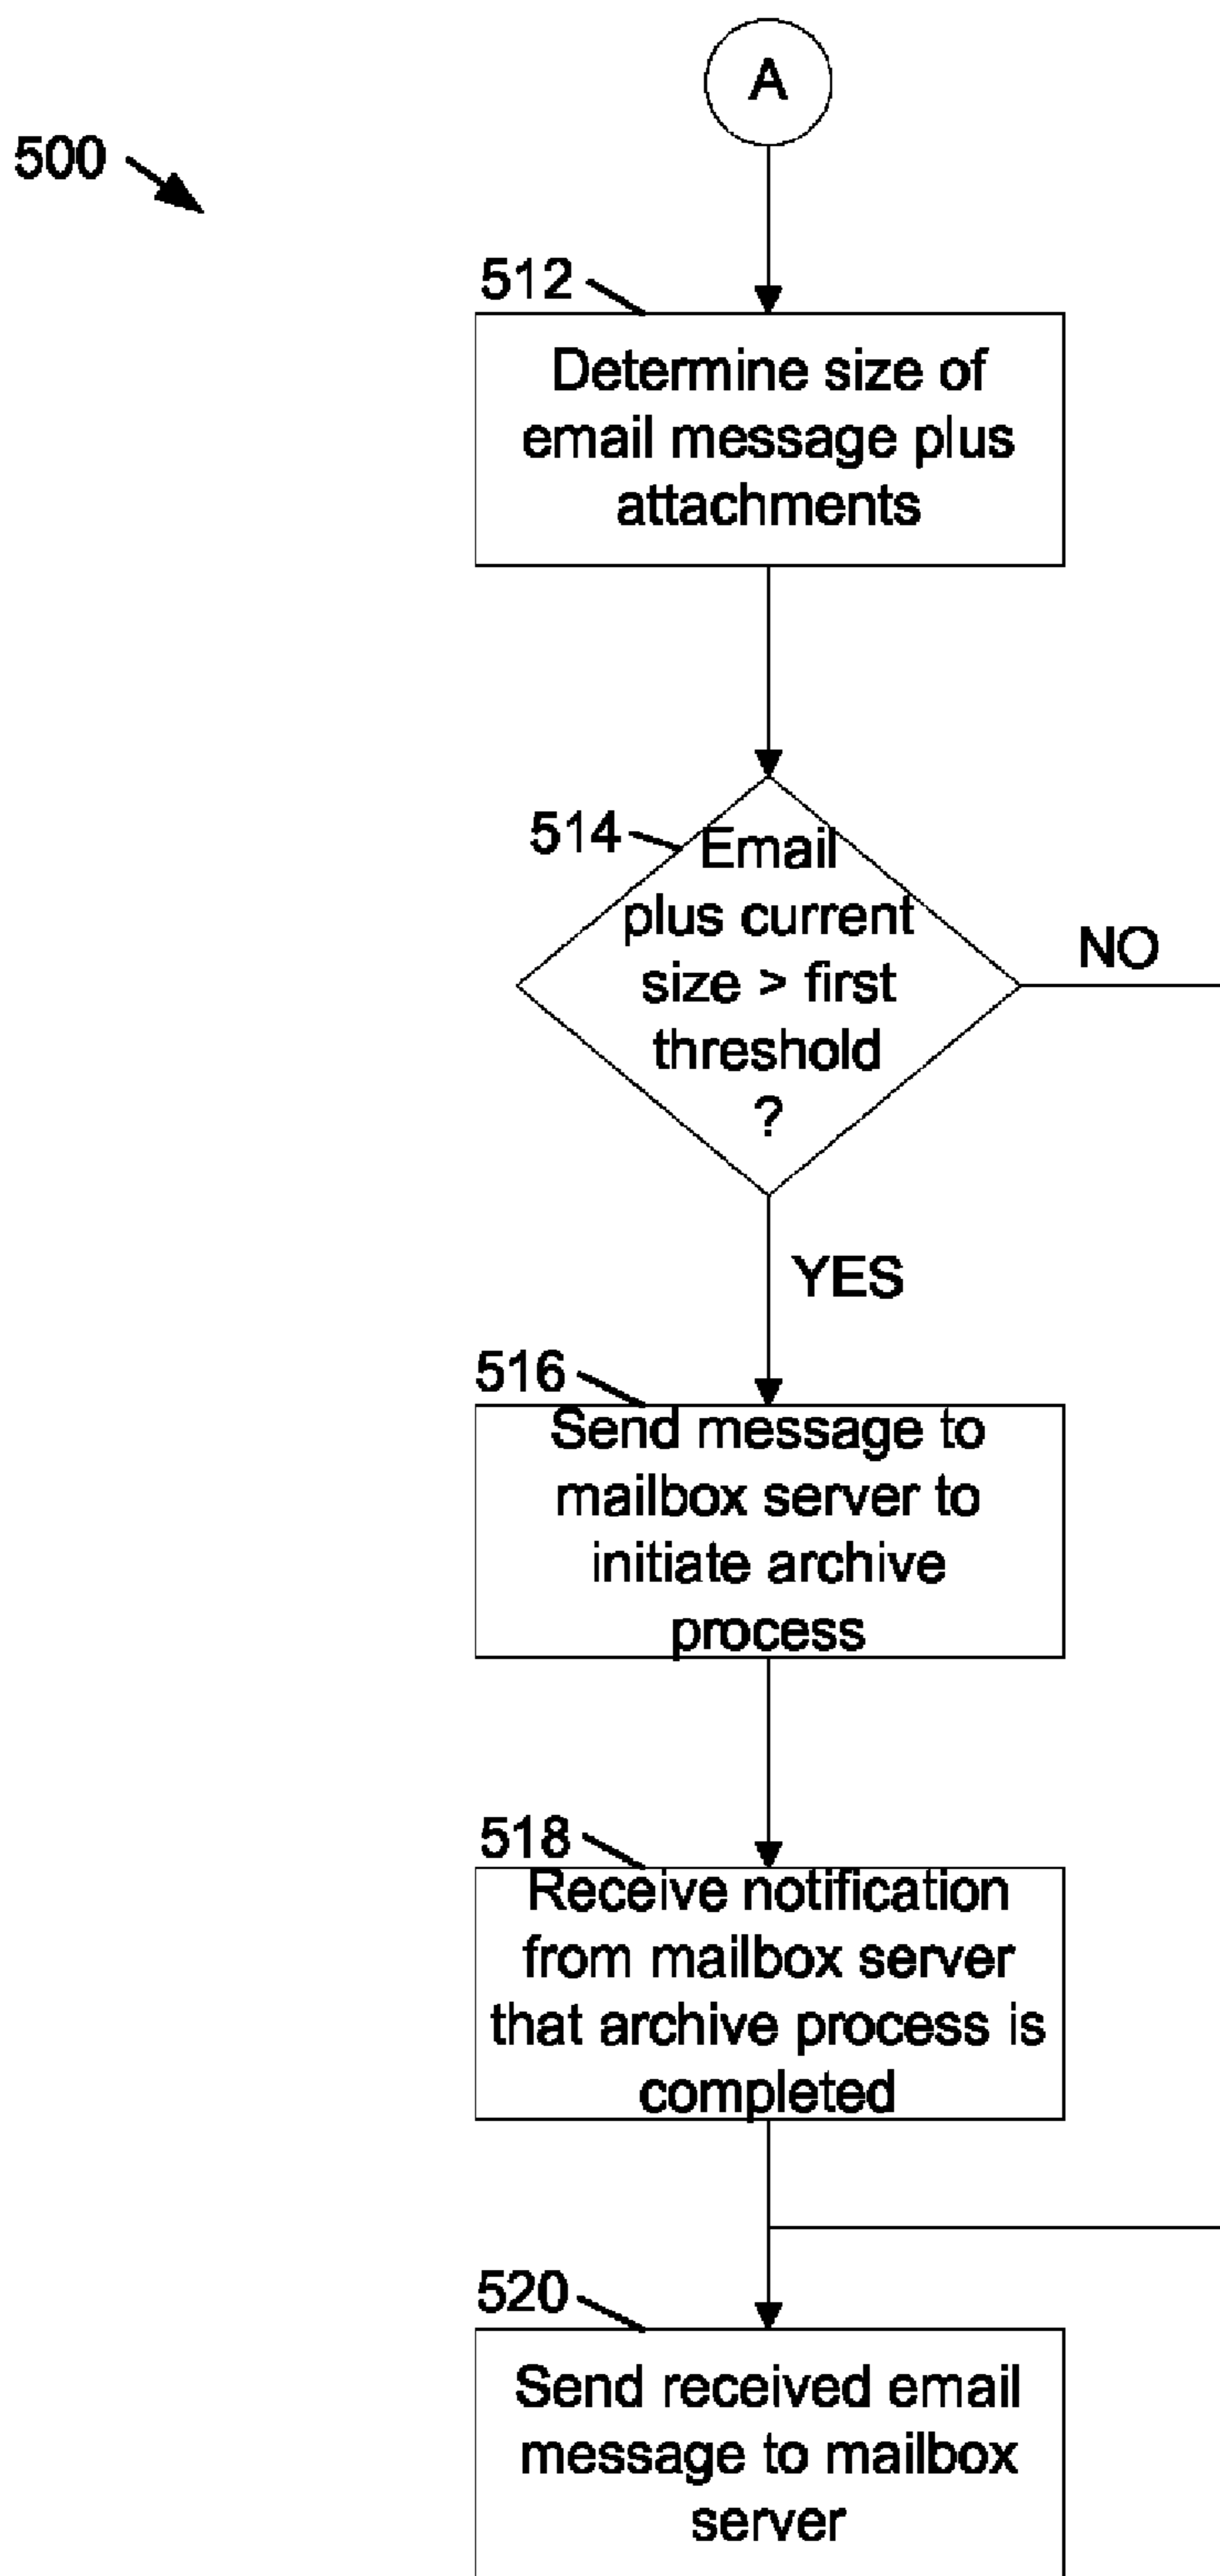 A
500
512
Determine size of
email message plus
attachments
514
Email
plus current
size > first
threshold
?
NO
YES
516
Send message to
mailbox server to
initiate archive
process
518
Receive notification
from mailbox server
that archive process is
completed
520
Send received email
message to mailbox
server